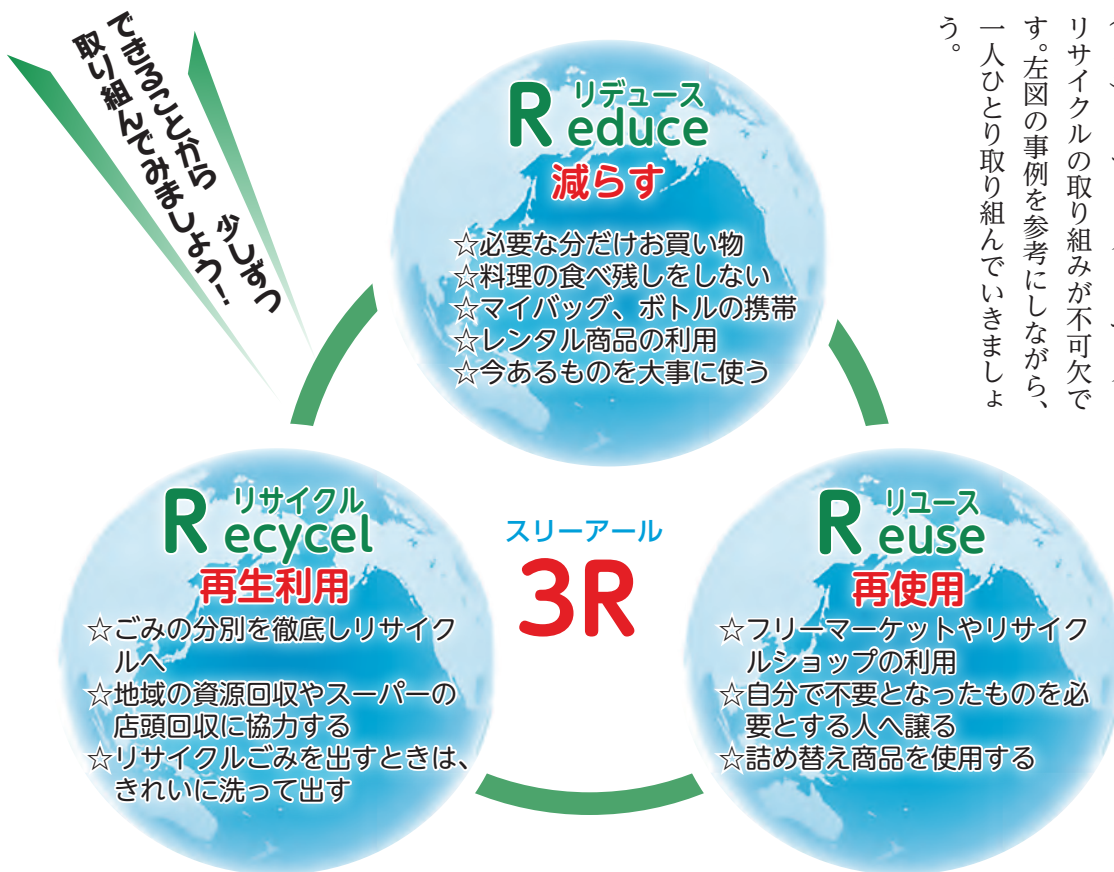 リサイクルの取り組みが不可欠で
す。左図の事例を参考にしながら、
一人ひとり取り組んでいきましょ
う。
できることから 少しずつ
取り組んでみましょう!
リデュース
Reduce
減らす
☆必要な分だけお買い物
☆料理の食べ残しをしない
☆マイバッグ、ボトルの携帯
☆レンタル商品の利用
☆今あるものを大事に使う
リサイクル
Recycel
再生利用
☆ごみの分別を徹底しリサイク
ルへ
☆地域の資源回収やスーパーの
店頭回収に協力する
☆リサイクルごみを出すときは、
きれいに洗って出す
スリーアール
3R
リユース
Reuse
再使用
☆フリーマーケットやリサイク
ルショップの利用
☆自分で不要となったものを必
要とする人へ譲る
☆詰め替え商品を使用する